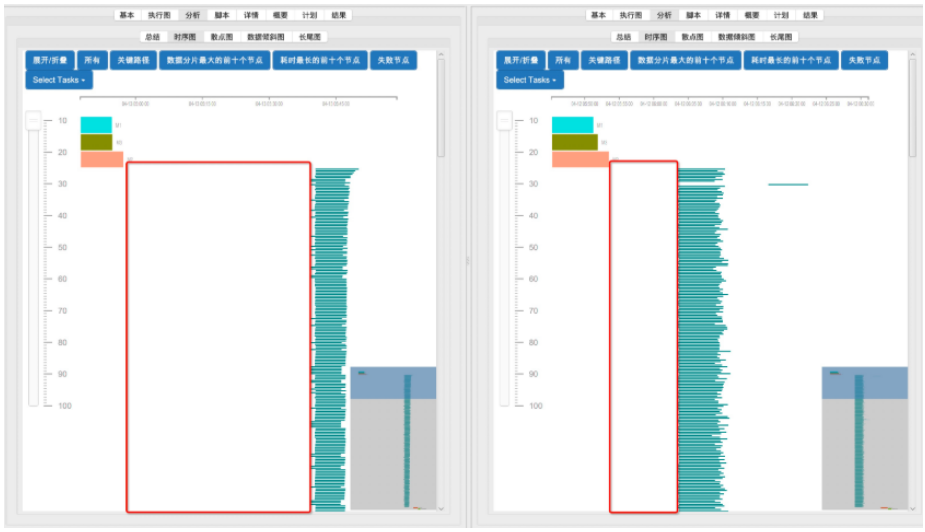 基本 执行图 分析 脚本 详情 概要 计划 结果
总结 时序图 散点图 数据倾斜图 长尾图
展开/折叠 所有 关键路径 数据分片最大的前十个节点 耗时最长的前十个节点 失败节点
Select Tasks
10
20
30
40
50
60
70
80
90
100
基本 执行图 分析 脚本 详情 概要 计划 结果
总结 时序图 散点图 数据倾斜图 长尾图
展开/折叠 所有 关键路径 数据分片最大的前十个节点 耗时最长的前十个节点 失败节点
Select Tasks
10
20
30
40
50
60
70
80
90
100